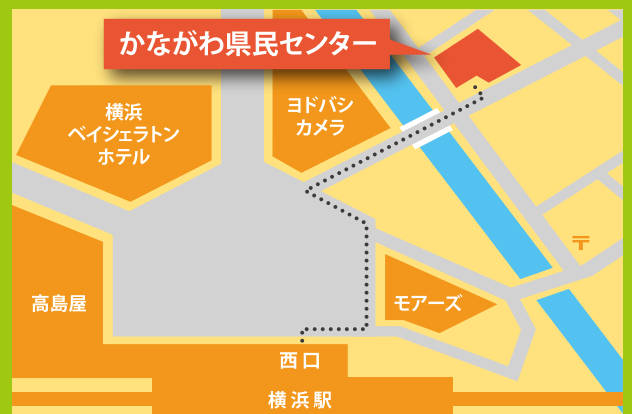 かながわ県民センター
横浜
ベイシェラトン
ホテル
ヨドバシ
カメラ
〒
高島屋
モアーズ
西口
横浜駅